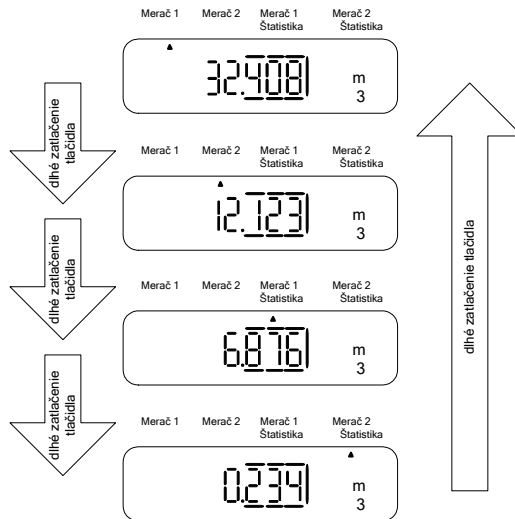 Merač 1 Merač 2 Merač 1 Merač 2
Štatistika Štatistika
32.408 m
3
dlhé zatlačenie
tlačidla
Merač 1 Merač 2 Merač 1 Merač 2
Štatistika Štatistika
12.123 m
3
dlhé zatlačenie
tlačidla
Merač 1 Merač 2 Merač 1 Merač 2
Štatistika Štatistika
6.876 m
3
dlhé zatlačenie
tlačidla
Merač 1 Merač 2 Merač 1 Merač 2
Štatistika Štatistika
0.234 m
3
dlhé zatlačenie tlačidla